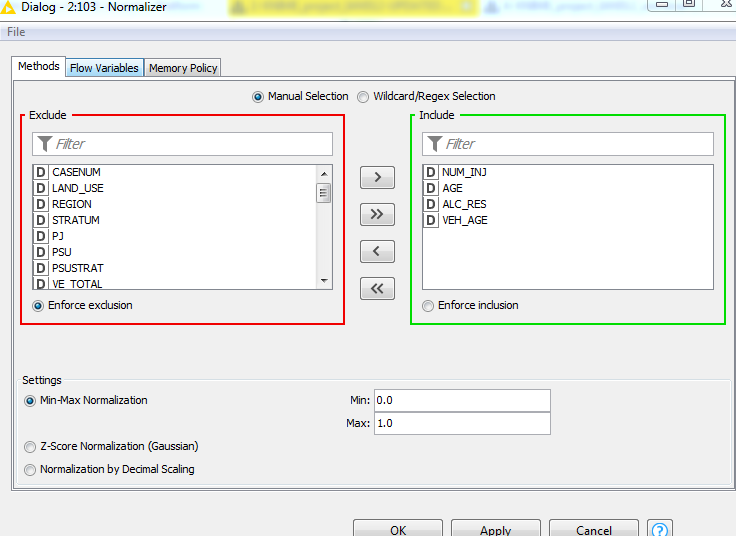 Dialog - 2:103 - Normalizer
File
Methods Flow Variables Memory Policy
Manual Selection Wildcard/Regex Selection
Exclude Include
Filter Filter
CASENUM
LAND_USE
REGION
STRATUM
PJ
PSU
PSUSTRAT
VE_TOTAL
> >> < <<
NUM_INJ
AGE
ALC_RES
VEH_AGE
Enforce exclusion Enforce inclusion
Settings
Min-Max Normalization Min: 0.0
Max: 1.0
Z-Score Normalization (Gaussian)
Normalization by Decimal Scaling
OK Apply Cancel ?